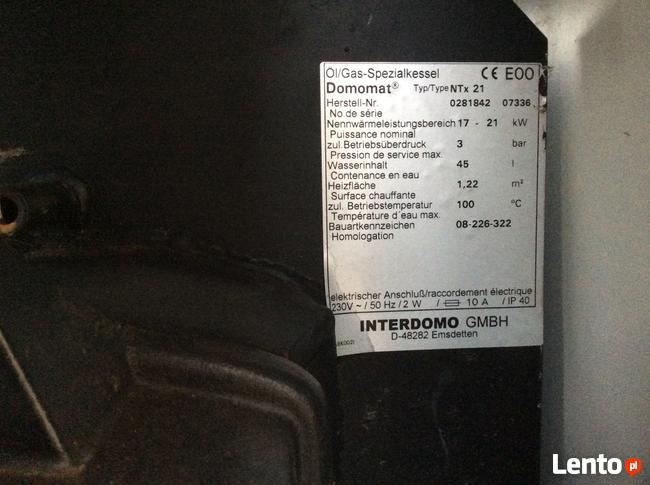 Öl/Gas-Spezialkessel CE E00
Domomat® Typ/Type NTx 21
Herstell-Nr. 0281842 07336
No.de série
Nennwärmeleistungsbereich 17 - 21 kW
Puissance nominal
zul. Betriebsüberdruck 3 bar
Pression de service max.
Wasserinhalt 45 l
Contenance en eau
Heizfläche 1,22 m²
Surface chauffante
zul. Betriebstemperatur 100 °C
Température d´eau max.
Bauartkennzeichen 08-226-322
Homologation
elektrischer Anschluß/raccordement électrique
230V ~ / 50 Hz / 2 W / 10 A / IP 40
INTERDOMO GMBH
D-48282 Emsdetten
Lento.pl